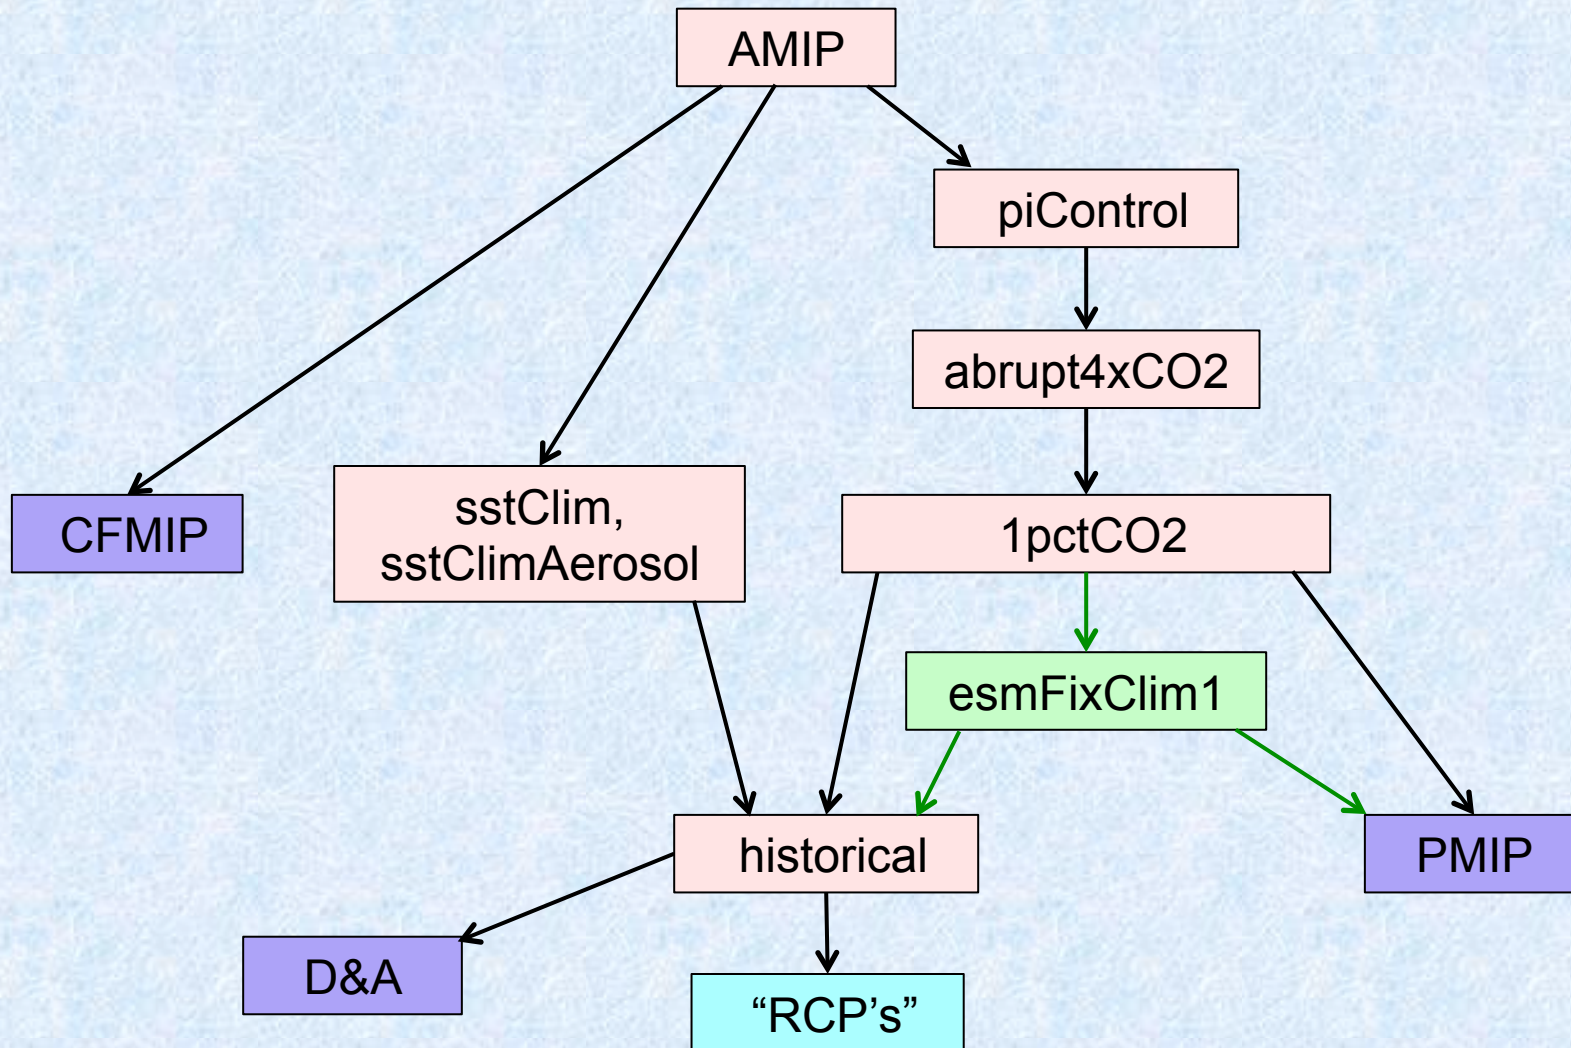 AMIP
piControl
abrupt4xCO2
CFMIP
sstClim,
sstClimAerosol
1pctCO2
esmFixClim1
historical
PMIP
D&A
“RCP’s”